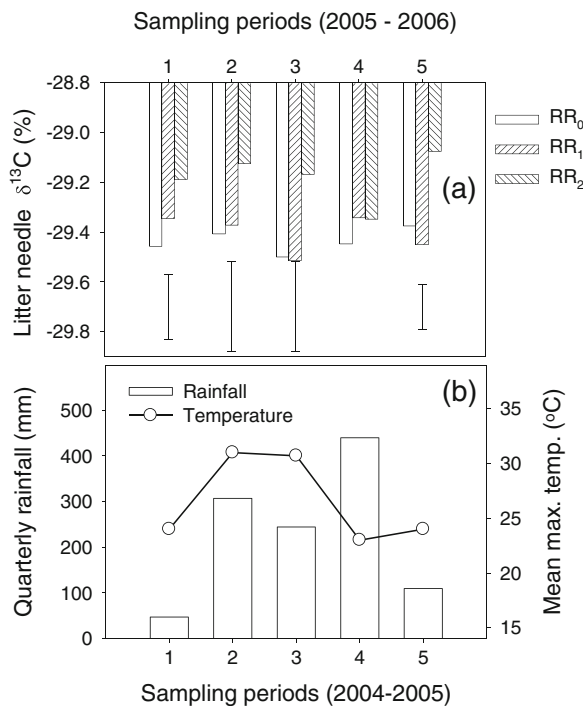 Sampling periods (2005 - 2006)
1 2 3 4 5
-28.8
-29.0
-29.2
-29.4
-29.6
-29.8
Litter needle δ¹³C (%)
(a)
RR₀
RR₁
RR₂
(b)
Rainfall
Temperature
500
400
300
200
100
0
Quarterly rainfall (mm)
35
30
25
20
15
Mean max. temp. (ºC)
1 2 3 4 5
Sampling periods (2004-2005)